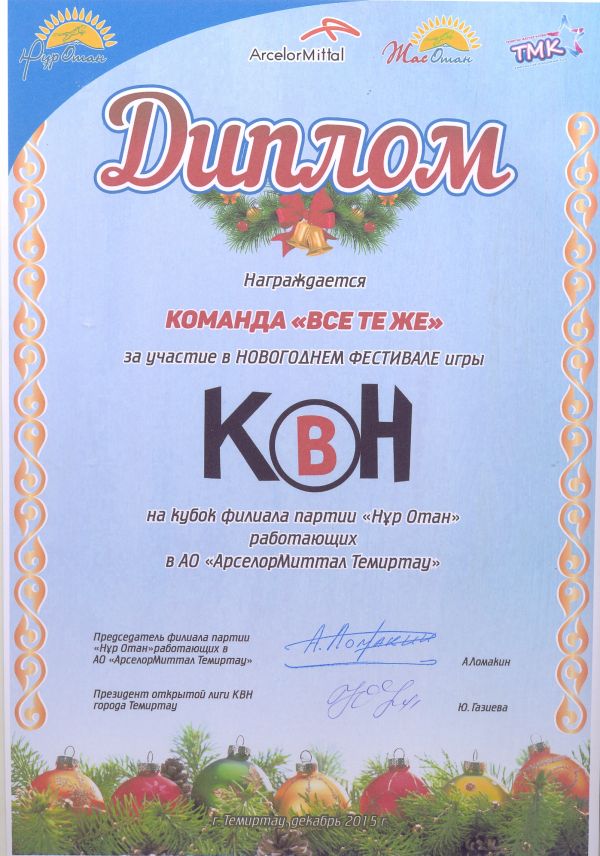 Нұр Отан
ArcelorMittal
Жас Отан
ТМК
Диплом
Награждается
КОМАНДА «ВСЕ ТЕ ЖЕ»
за участие в НОВОГОДНЕМ ФЕСТИВАЛЕ игры
КВН
на кубок филиала партии «Нұр Отан»
работающих
в АО «АрселорМиттал Темиртау»
Председатель филиала партии
«Нұр Отан»работающих в
АО «АрселорМиттал Темиртау»
А.Ломакин
А.Ломакин
Президент открытой лиги КВН
города Темиртау
Ю. Газиева
г. Темиртау, декабрь 2015 г